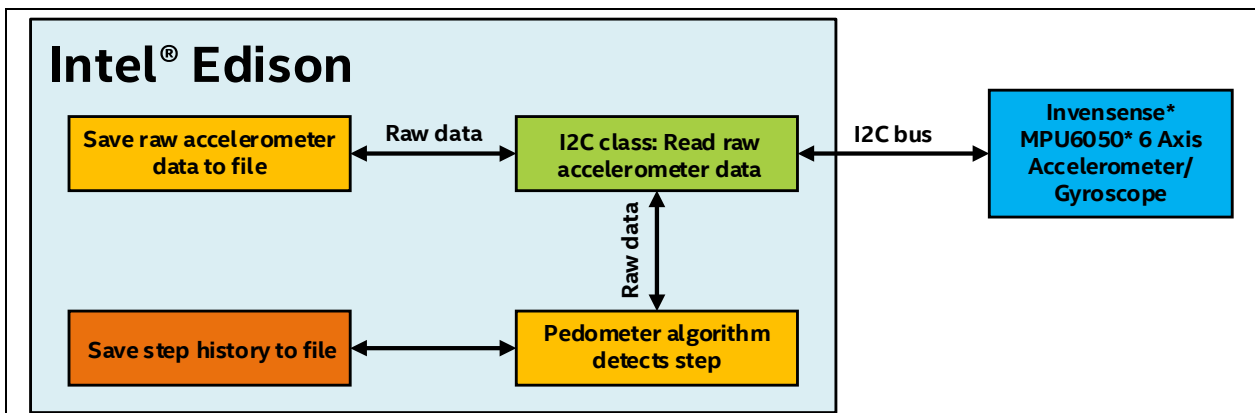 Intel® Edison
Save raw accelerometer
data to file
Raw data
I2C class: Read raw
accelerometer data
I2C bus
Invensense*
MPU6050* 6 Axis
Accelerometer/
Gyroscope
Raw data
Save step history to file
Pedometer algorithm
detects step